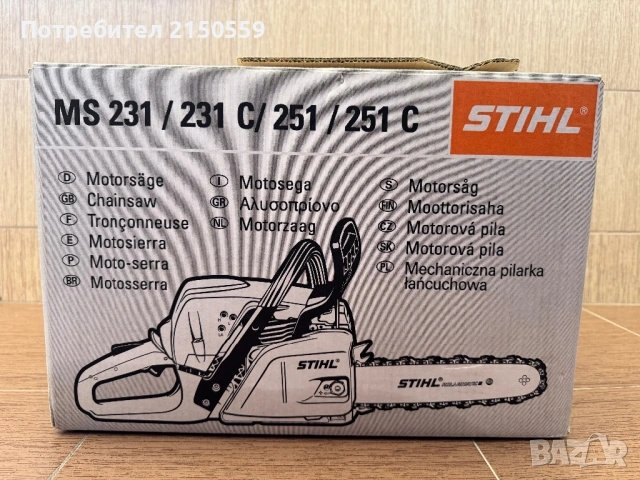 Потребител 2150559
MS 231 / 231 C/ 251 / 251 C
STIHL®
D Motorsäge
GB Chainsaw
F Tronçonneuse
E Motosierra
P Moto-serra
BR Motosserra
I Motosega
GR Αλυσοπρίονο
NL Motorzaag
S Motorsåg
FIN Moottorisaha
CZ Motorová pila
SK Motorová píla
PL Mechaniczna pilarka
łańcuchowa
STIHL
STIHL
BAZAR